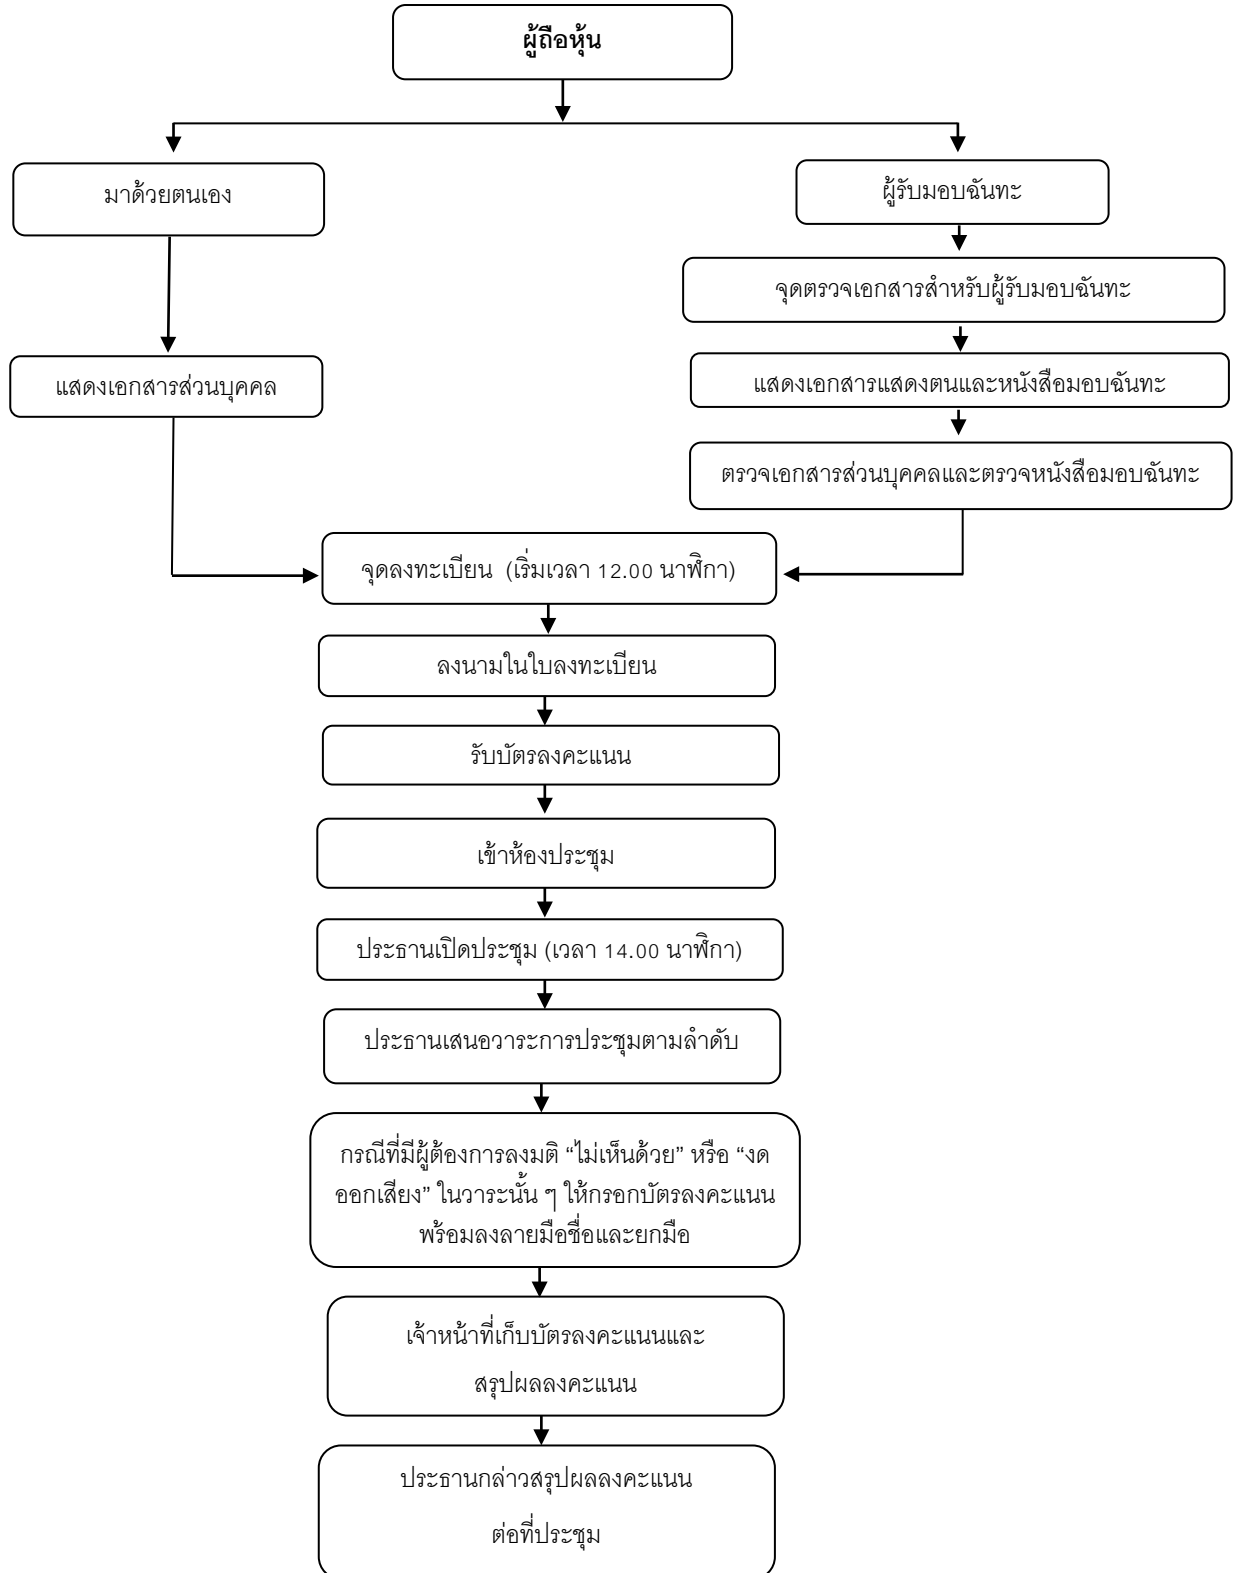 ผู้ถือหุ้น
มาด้วยตนเอง
ผู้รับมอบฉันทะ
จุดตรวจเอกสารสำหรับผู้รับมอบฉันทะ
แสดงเอกสารส่วนบุคคล
แสดงเอกสารแสดงตนและหนังสือมอบฉันทะ
ตรวจเอกสารส่วนบุคคลและตรวจหนังสือมอบฉันทะ
จุดลงทะเบียน (เริ่มเวลา 12.00 นาฬิกา)
ลงนามในใบลงทะเบียน
รับบัตรลงคะแนน
เข้าห้องประชุม
ประธานเปิดประชุม (เวลา 14.00 นาฬิกา)
ประธานเสนอวาระการประชุมตามลำดับ
กรณีที่มีผู้ต้องการลงมติ “ไม่เห็นด้วย” หรือ “งด
ออกเสียง” ในวาระนั้น ๆ ให้กรอกบัตรลงคะแนน
พร้อมลงลายมือชื่อและยกมือ
เจ้าหน้าที่เก็บบัตรลงคะแนนและ
สรุปผลลงคะแนน
ประธานกล่าวสรุปผลลงคะแนน
ต่อที่ประชุม